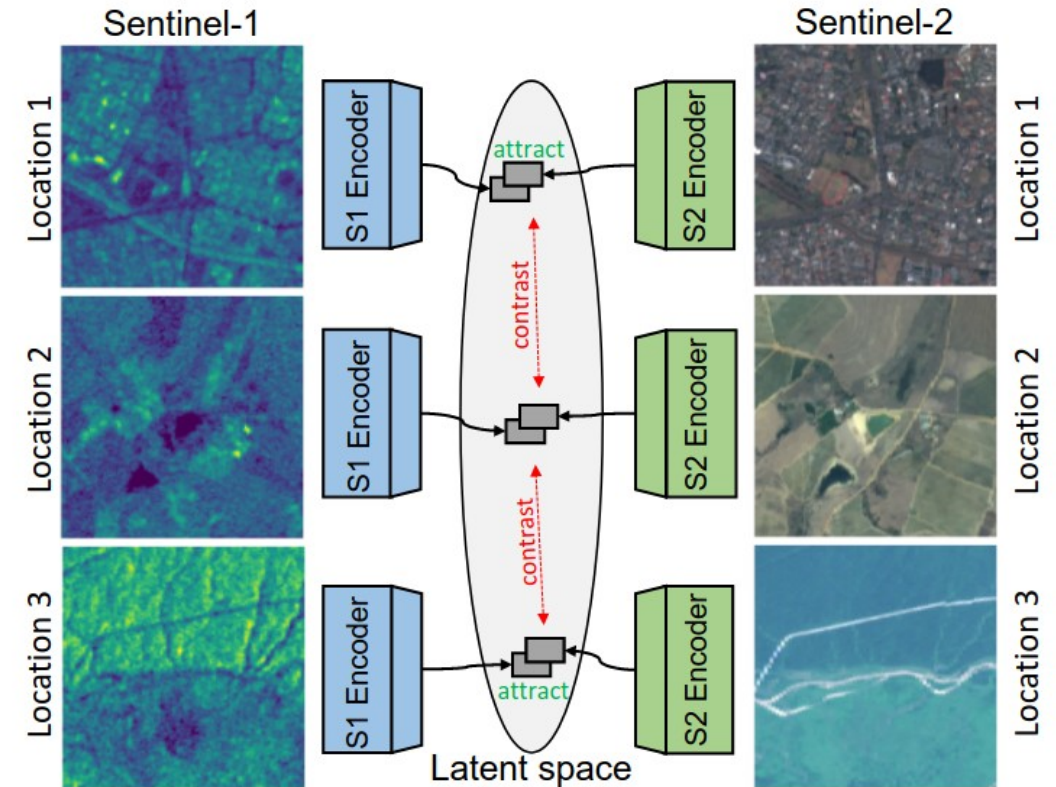 Sentinel-1
Sentinel-2
Location 1
S1 Encoder
attract
S2 Encoder
Location 1
contrast
Location 2
S1 Encoder
S2 Encoder
Location 2
contrast
Location 3
S1 Encoder
attract
S2 Encoder
Location 3
Latent space